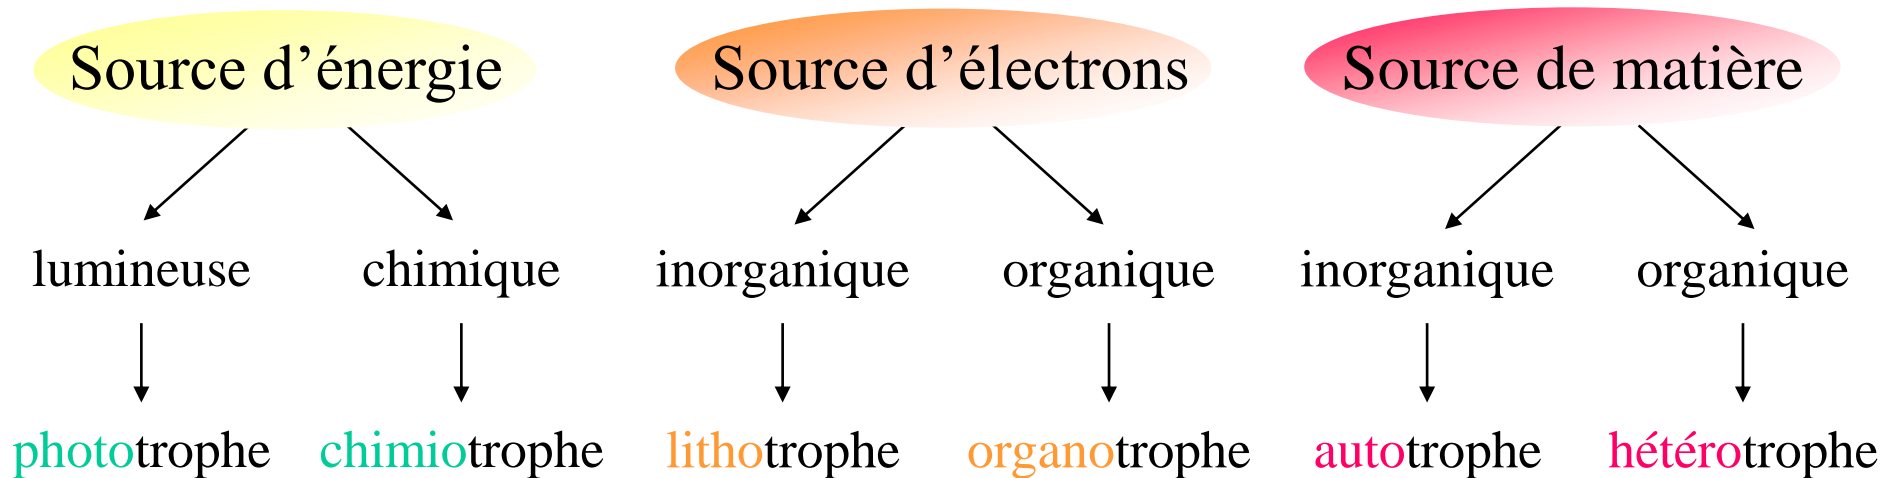 Source d’énergie Source d’électrons Source de matière
lumineuse chimique inorganique organique inorganique organique
phototrophe chimiotrophe lithotrophe organotrophe autotrophe hétérotrophe